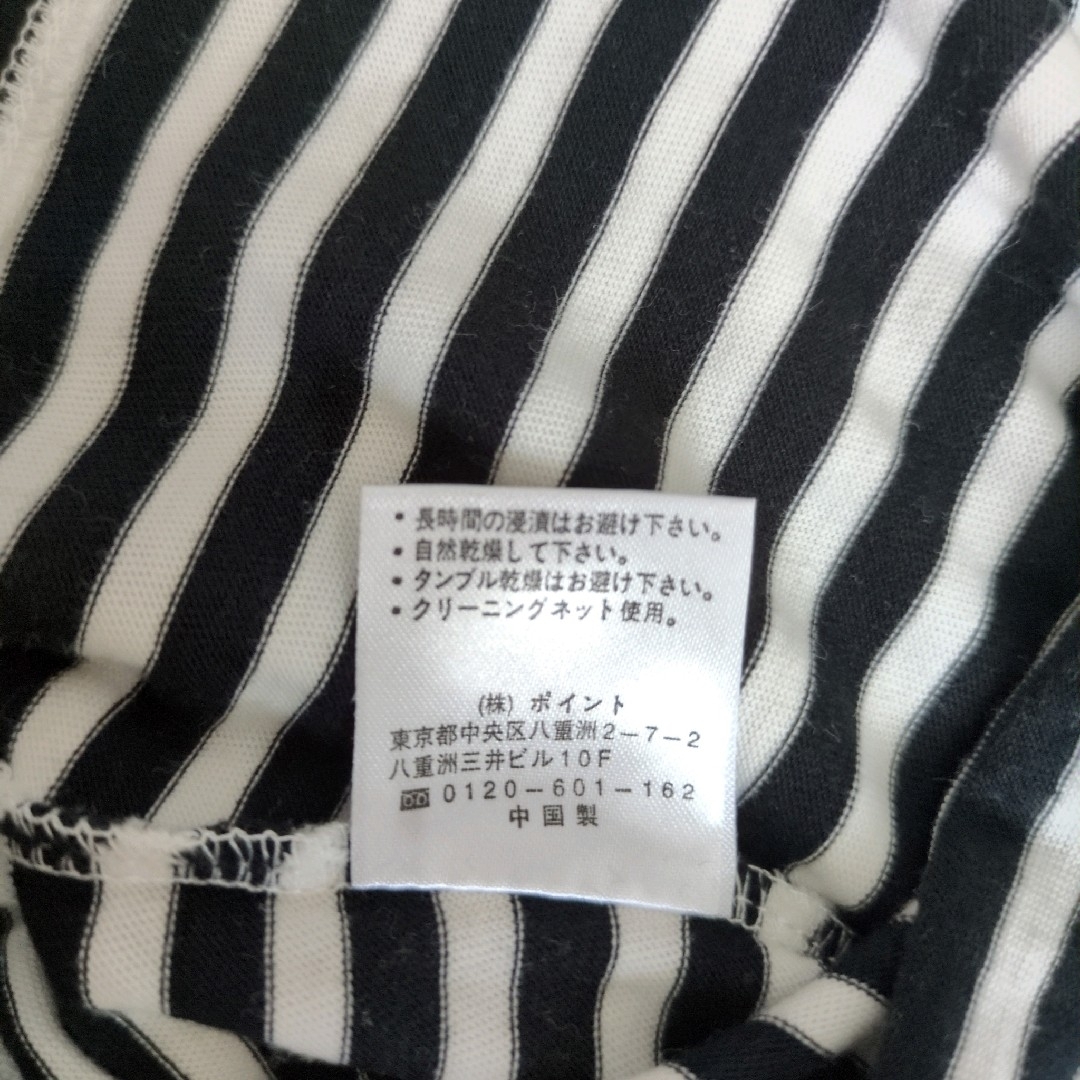 ・長時間の浸漬はお避け下さい。
・自然乾燥して下さい。
・タンブル乾燥はお避け下さい。
・クリーニングネット使用。
(株) ポイント
東京都中央区八重洲2-7-2
八重洲三井ビル10F
0120-601-162
中国製